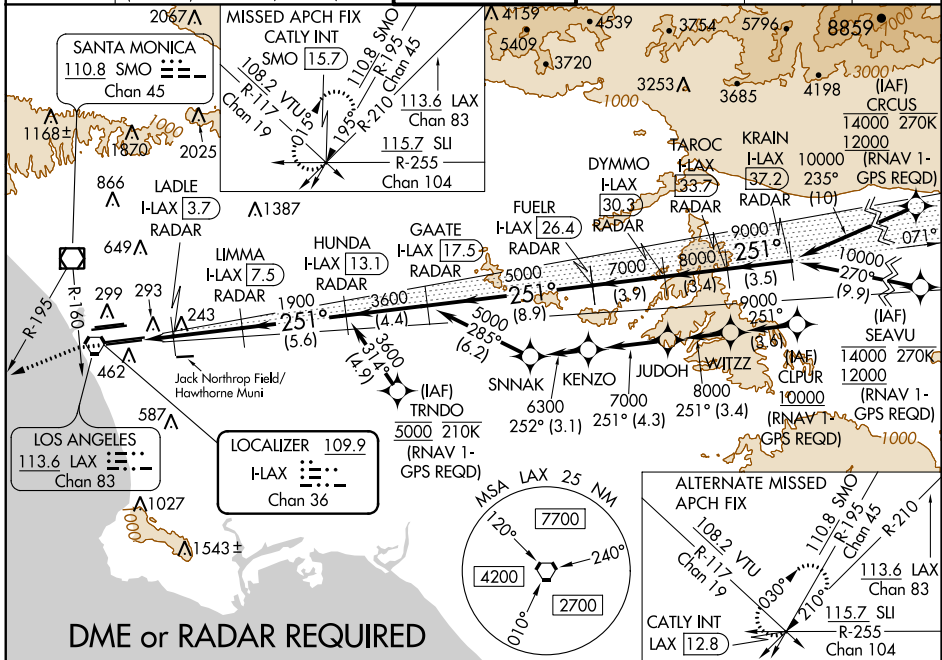 2067
MISSED APCH FIX
CATLY INT
SMO 15.7
110.8 SMO
R-195
Chan 45
108.2 VTU
R-117
Chan 19
R-210
113.6 LAX
Chan 83
015°
195°
115.7 SLI
R-255
Chan 104
4159
4539
5409
3720
3754
5796
8859
3253
3685
4198
3000
1000
SANTA MONICA
110.8 SMO
Chan 45
1168±
1870
2025
866
649
1387
299
293
243
462
587
1027
1543±
R-195
R-160
LADLE
I-LAX 3.7
RADAR
LIMMA
I-LAX 7.5
RADAR
HUNDA
I-LAX 13.1
RADAR
GAATE
I-LAX 17.5
RADAR
FUELR
I-LAX 26.4
RADAR
DYMMO
I-LAX
30.3
RADAR
TAROC
I-LAX
33.7
RADAR
KRAIN
I-LAX
37.2
RADAR
(IAF)
CRCUS
14000 270K
12000
(RNAV 1-
GPS REQD)
10000
235°
(10)
071°
10000
270°
(9.9)
(IAF)
SEAVU
14000 270K
12000
(RNAV 1-
GPS REQD)
1900
251°
(5.6)
3600
(4.4)
5000
251°
(8.9)
7000
(3.9)
8000
(3.4)
9000
251°
(3.5)
9000
251°
(3.6)
5000
285°
(6.2)
3600
314°
(4.9)
(IAF)
TRNDO
5000 210K
(RNAV 1-
GPS REQD)
SNNAK
KENZO
JUDOH
WITZZ
(IAF)
CLPUR
10000
(RNAV 1-
GPS REQD)
6300
252° (3.1)
7000
251° (4.3)
8000
251° (3.4)
1000
Jack Northrop Field/
Hawthorne Muni
LOS ANGELES
113.6 LAX
Chan 83
LOCALIZER 109.9
I-LAX
Chan 36
MSA LAX 25 NM
120°
7700
240°
4200
2700
010°
ALTERNATE MISSED
APCH FIX
110.8 SMO
R-195
Chan 45
108.2 VTU
R-117
Chan 19
R-210
113.6 LAX
Chan 83
030°
210°
115.7 SLI
R-255
Chan 104
CATLY INT
LAX 12.8
DME or RADAR REQUIRED